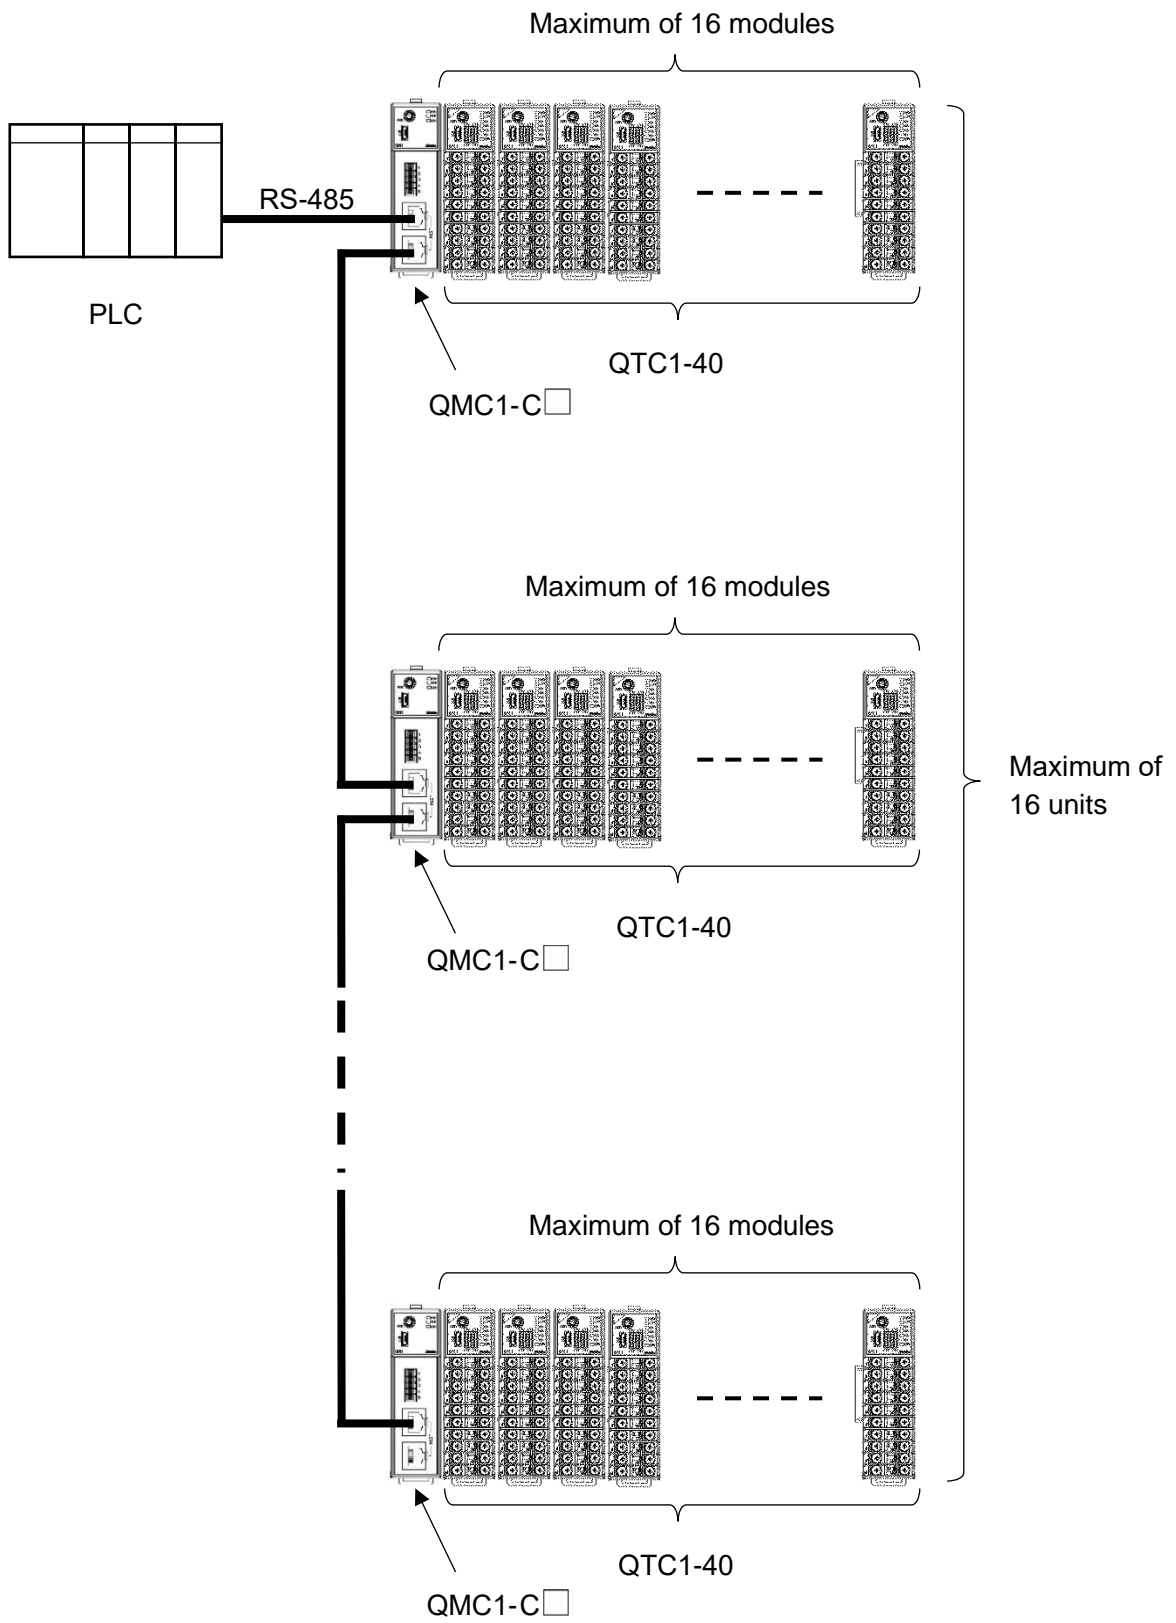 Maximum of 16 modules
RS-485
PLC
QTC1-40
QMC1-C□
Maximum of 16 modules
Maximum of
16 units
QTC1-40
QMC1-C□
Maximum of 16 modules
QTC1-40
QMC1-C□